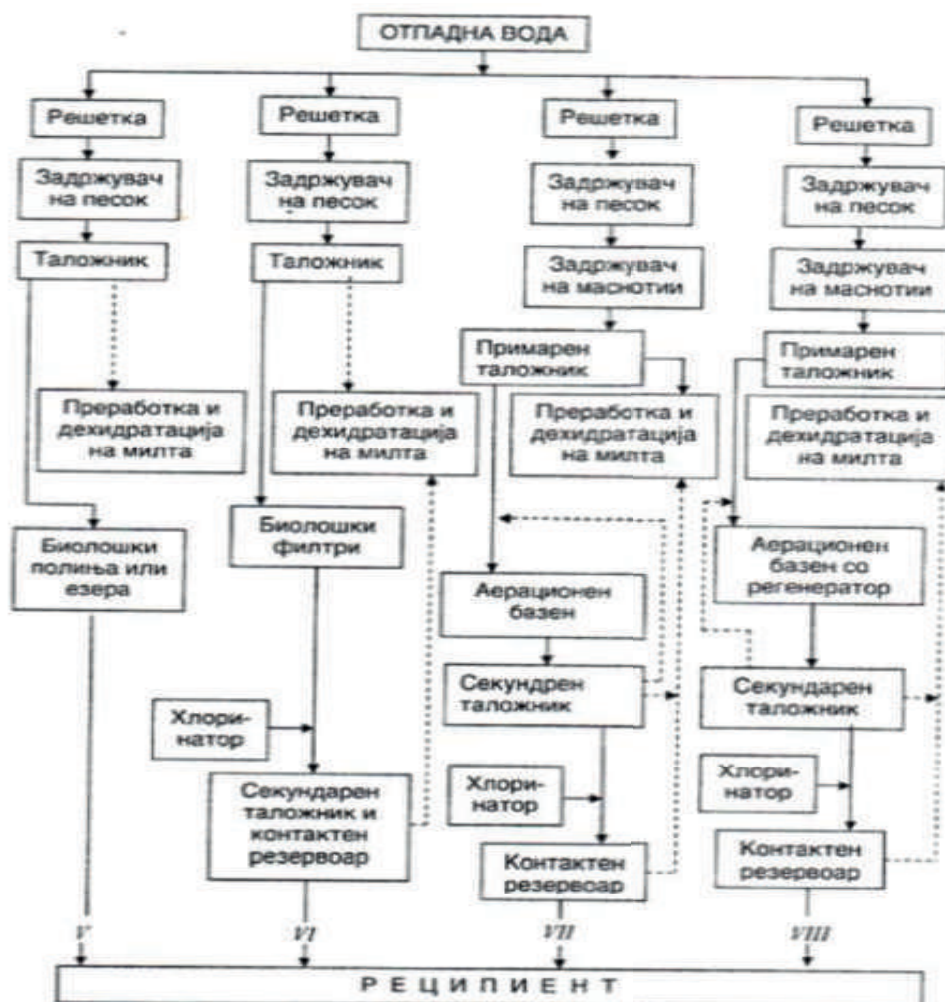 ОТПАДНА ВОДА
Решетка
Задржувач
на песок
Таложник
Преработка и
дехидратација
на милта
Биолошки
полиња или
езера
V
Решетка
Задржувач
на песок
Таложник
Преработка и
дехидратација
на милта
Биолошки
филтри
Хлори-
натор
Секундарен
таложник и
контактен
резервоар
VI
Решетка
Задржувач
на песок
Задржувач
на маснотии
Примарен
таложник
Преработка и
дехидратација
на милта
Аерационен
базен
Секундрен
таложник
Хлори-
натор
Контактен
резервоар
VII
Решетка
Задржувач
на песок
Задржувач
на маснотии
Примарен
таложник
Преработка и
дехидратација
на милта
Аерационен
базен со
регенератор
Секундарен
таложник
Хлори-
натор
Контактен
резервоар
VIII
РЕЦИПИЕНТ